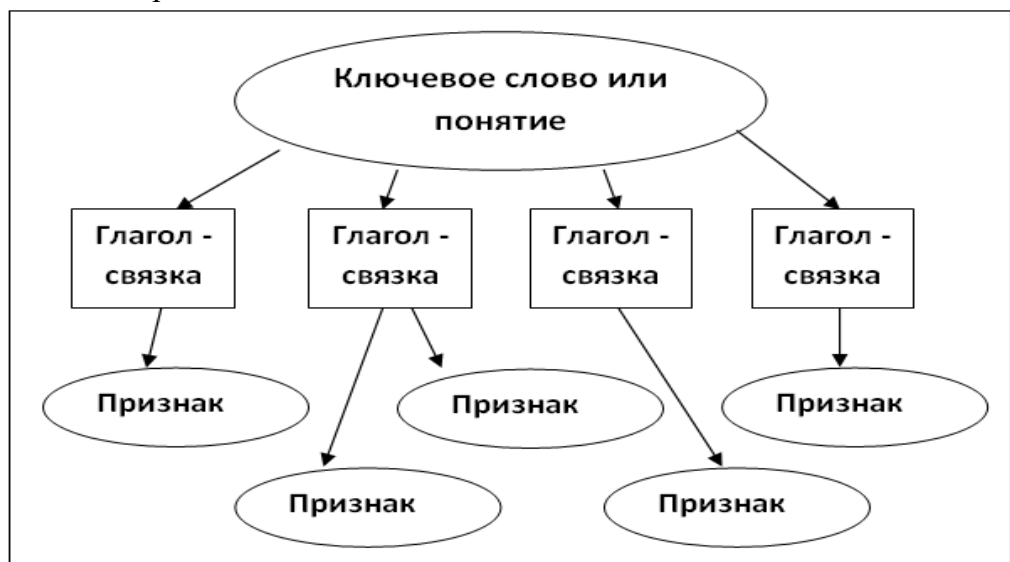 Ключевое слово или
понятие
Глагол -
связка
Глагол -
связка
Глагол -
связка
Глагол -
связка
Признак
Признак
Признак
Признак
Признак